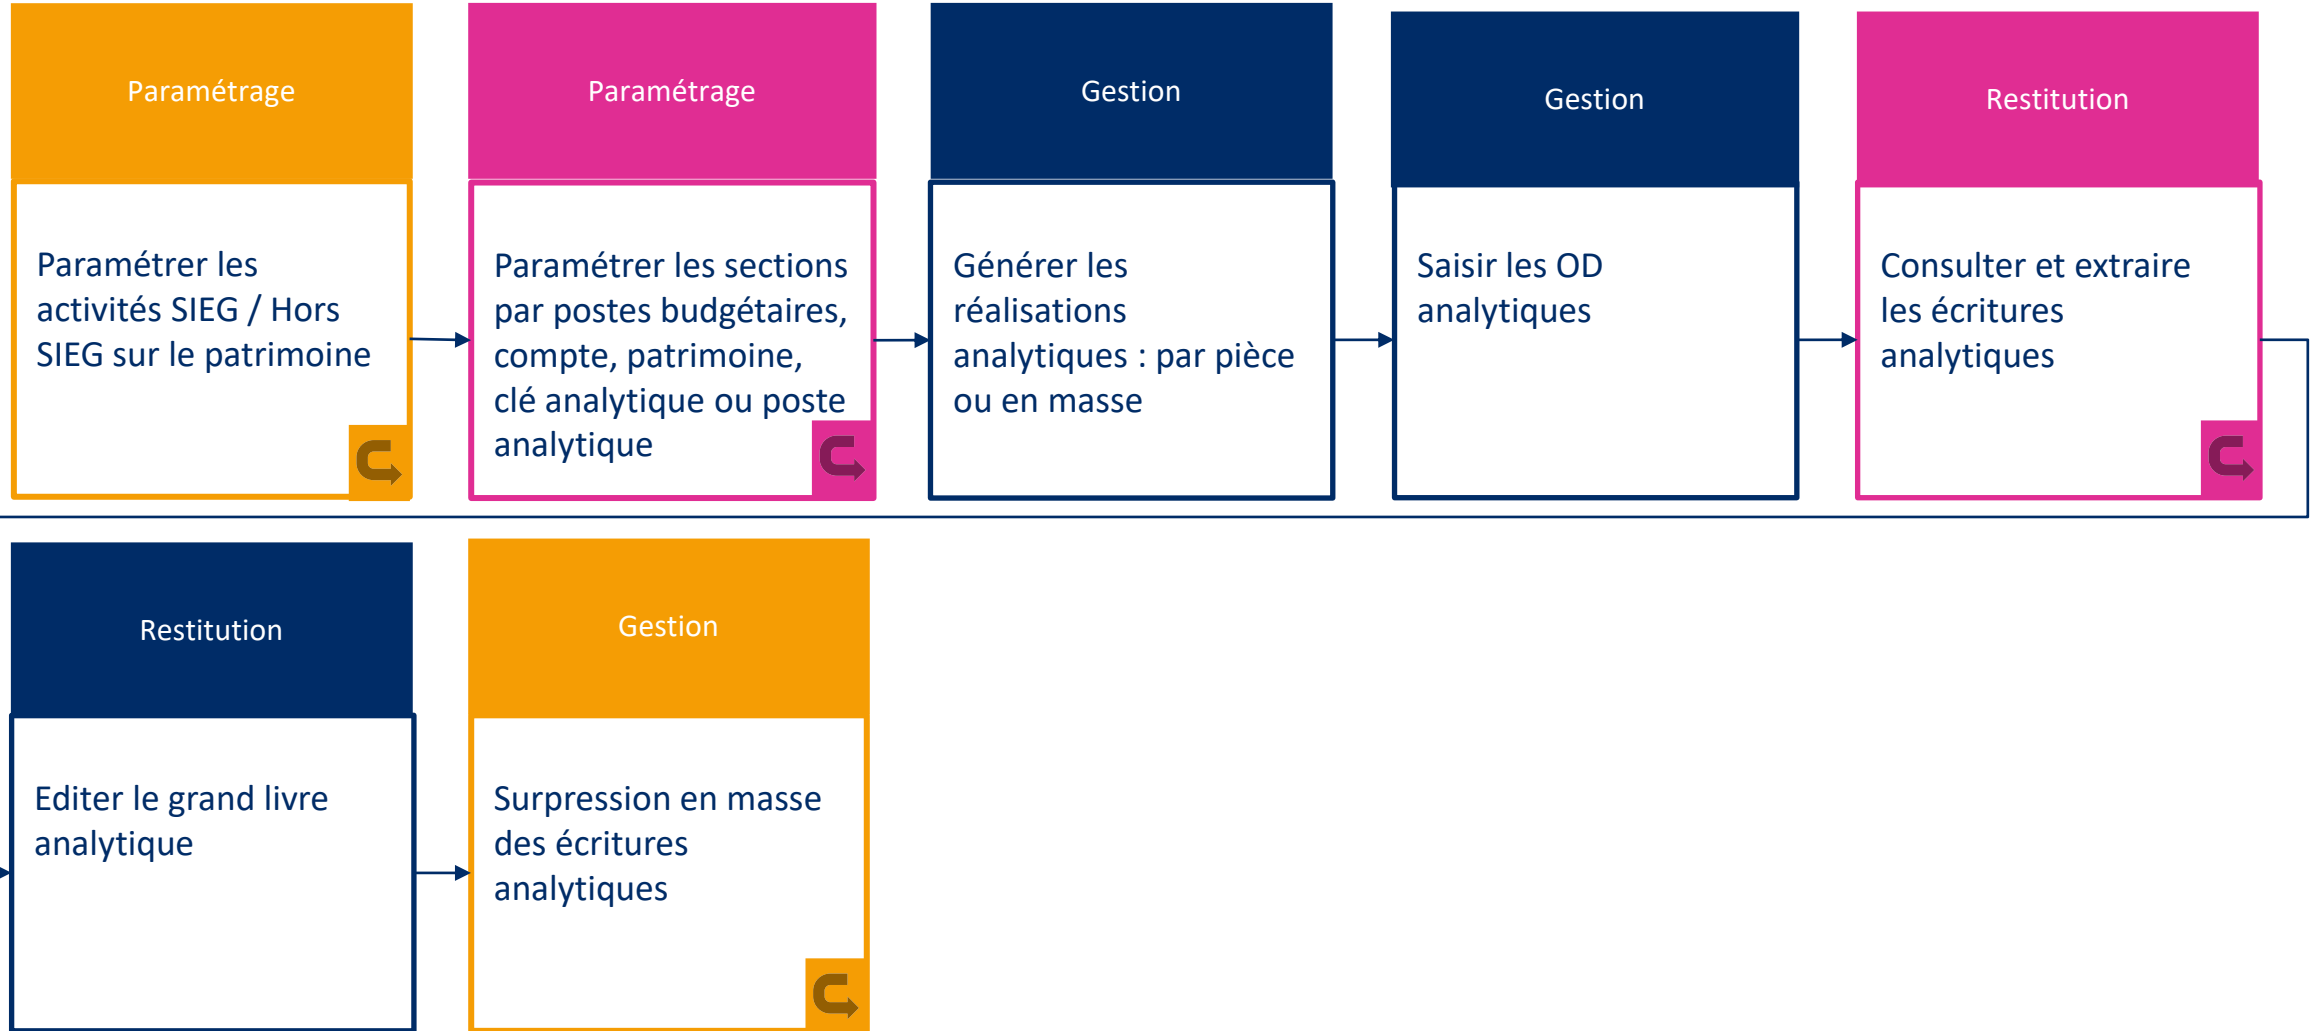 Paramétrage
Paramétrer les
activités SIEG / Hors
SIEG sur le patrimoine
Paramétrage
Paramétrer les sections
par postes budgétaires,
compte, patrimoine,
clé analytique ou poste
analytique
Gestion
Générer les
réalisations
analytiques : par pièce
ou en masse
Gestion
Saisir les OD
analytiques
Restitution
Consulter et extraire
les écritures
analytiques
Restitution
Editer le grand livre
analytique
Gestion
Surpression en masse
des écritures
analytiques